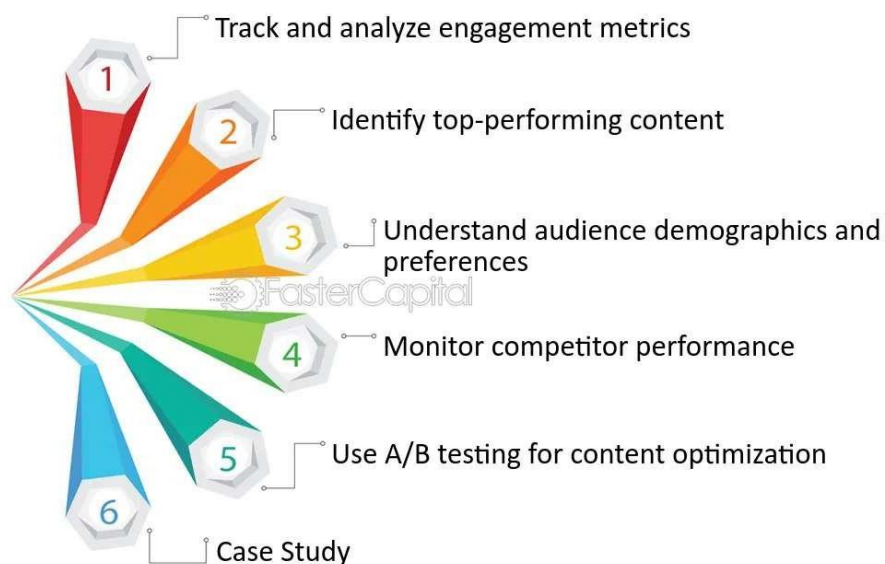 1
Track and analyze engagement metrics
2
Identify top-performing content
3
Understand audience demographics and
preferences
FasterCapital
4
Monitor competitor performance
5
Use A/B testing for content optimization
6
Case Study